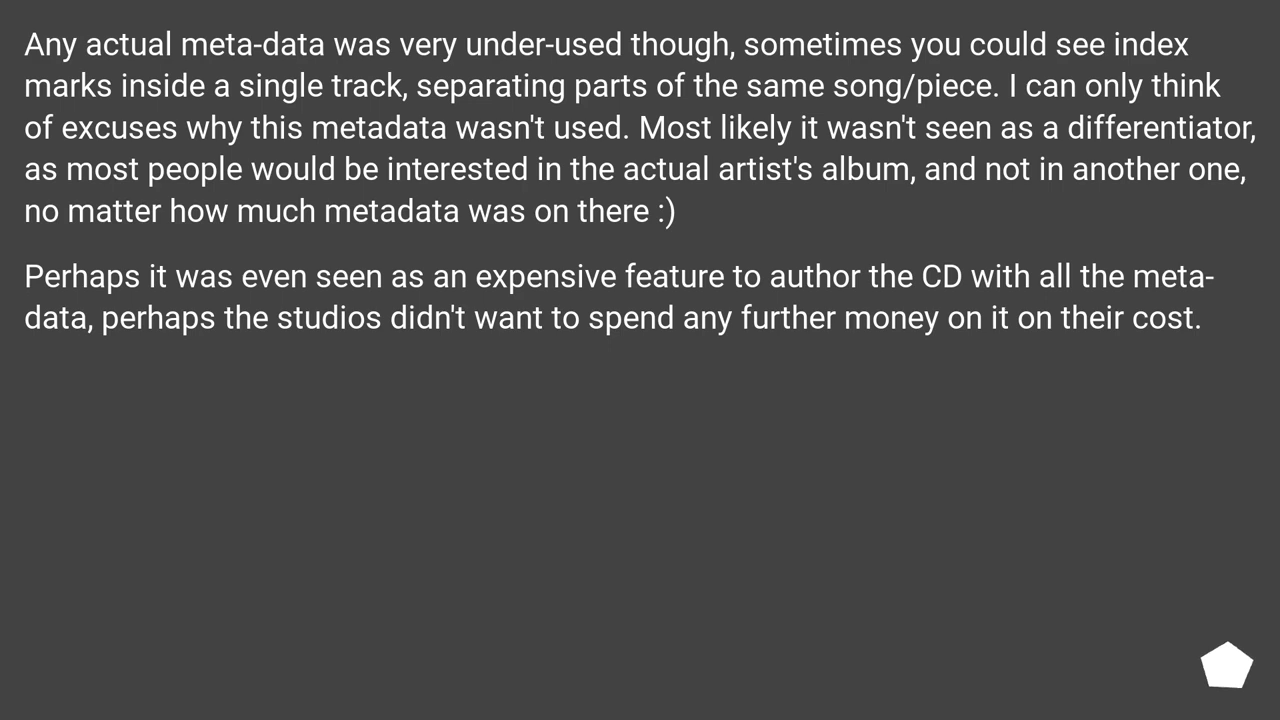 Any actual meta-data was very under-used though, sometimes you could see index
marks inside a single track, separating parts of the same song/piece. I can only think
of excuses why this metadata wasn't used. Most likely it wasn't seen as a differentiator,
as most people would be interested in the actual artist's album, and not in another one,
no matter how much metadata was on there :)
Perhaps it was even seen as an expensive feature to author the CD with all the meta-
data, perhaps the studios didn't want to spend any further money on it on their cost.